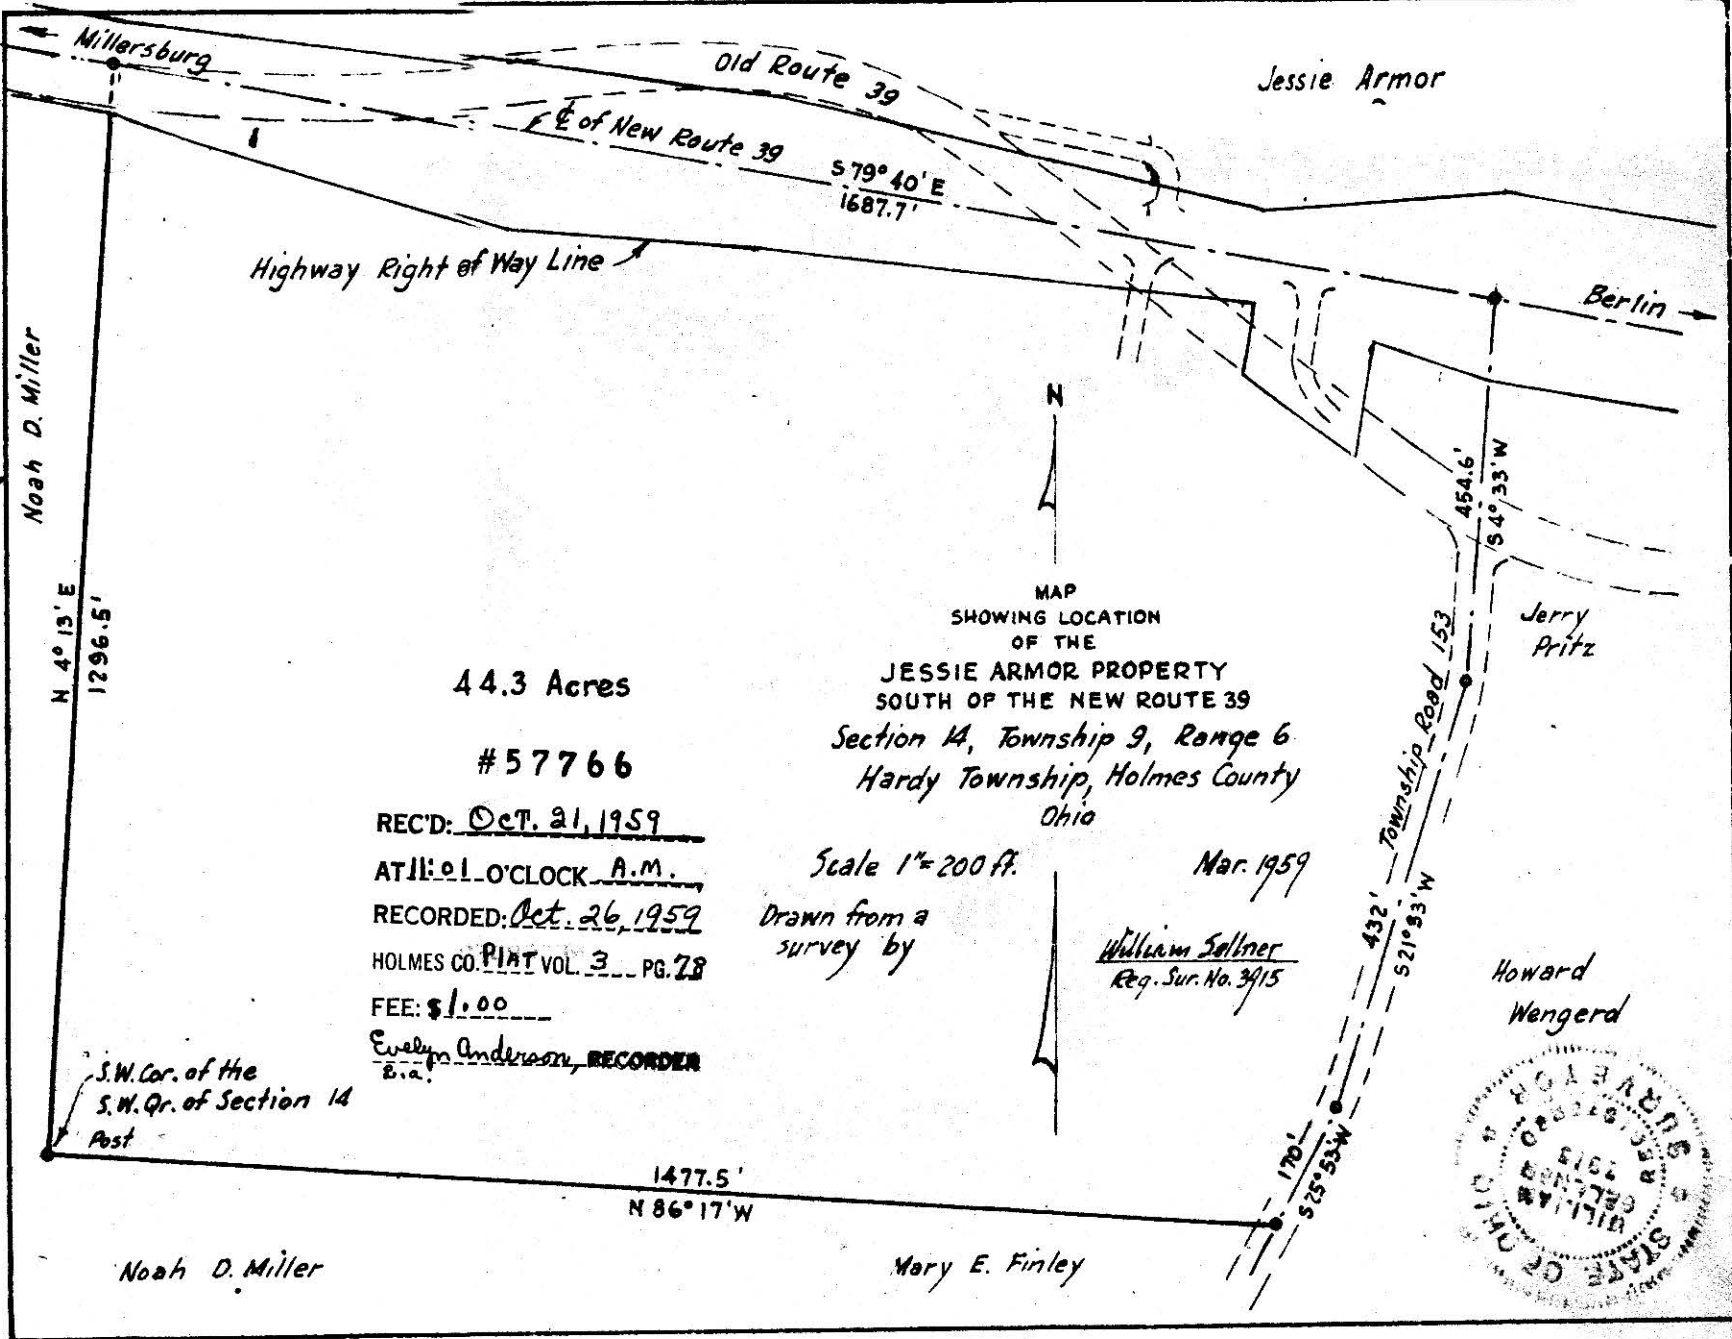 Millersburg
Old Route 39
Jessie Armor
℄ of New Route 39
S 79° 40' E
1687.7'
Highway Right of Way Line
Berlin
Noah D. Miller
N
454.6'
S 4° 33' W
N 4° 13' E
1296.5'
MAP
SHOWING LOCATION
OF THE
JESSIE ARMOR PROPERTY
SOUTH OF THE NEW ROUTE 39
Section 14, Township 9, Range 6
Hardy Township, Holmes County
Ohio
Scale 1"=200 ft.
Mar. 1959
Drawn from a
survey by
William Sellner
Reg. Sur. No. 3915
Jerry
Pritz
Township Road 153
44.3 Acres
#57766
REC'D: Oct. 21, 1959
AT 11:01 O'CLOCK A.M.
RECORDED: Oct. 26, 1959
HOLMES CO. PLAT VOL. 3 PG. 78
FEE: $1.00
Evelyn Anderson, RECORDER
E.a.
432'
S 21° 33' W
Howard
Wengerd
S.W. Cor. of the
S.W. Qr. of Section 14
Post
170'
S 25° 53' W
1477.5'
N 86° 17' W
Noah D. Miller
Mary E. Finley
STATE OF OHIO
REGISTERED
SURVEYOR
WILLIAM